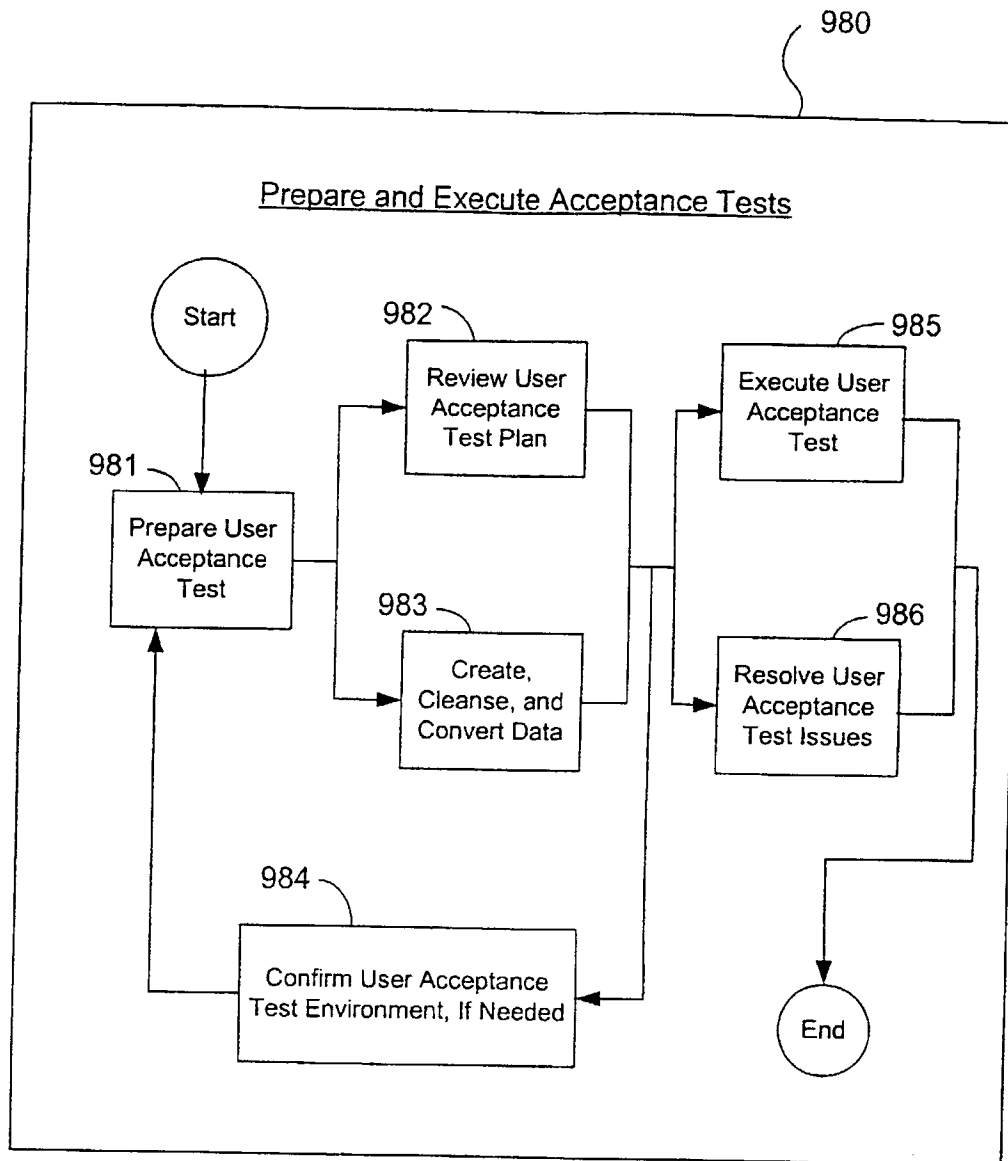 980
Prepare and Execute Acceptance Tests
Start
982
Review User
Acceptance
Test Plan
985
Execute User
Acceptance
Test
981
Prepare User
Acceptance
Test
983
Create,
Cleanse, and
Convert Data
986
Resolve User
Acceptance
Test Issues
984
Confirm User Acceptance
Test Environment, If Needed
End